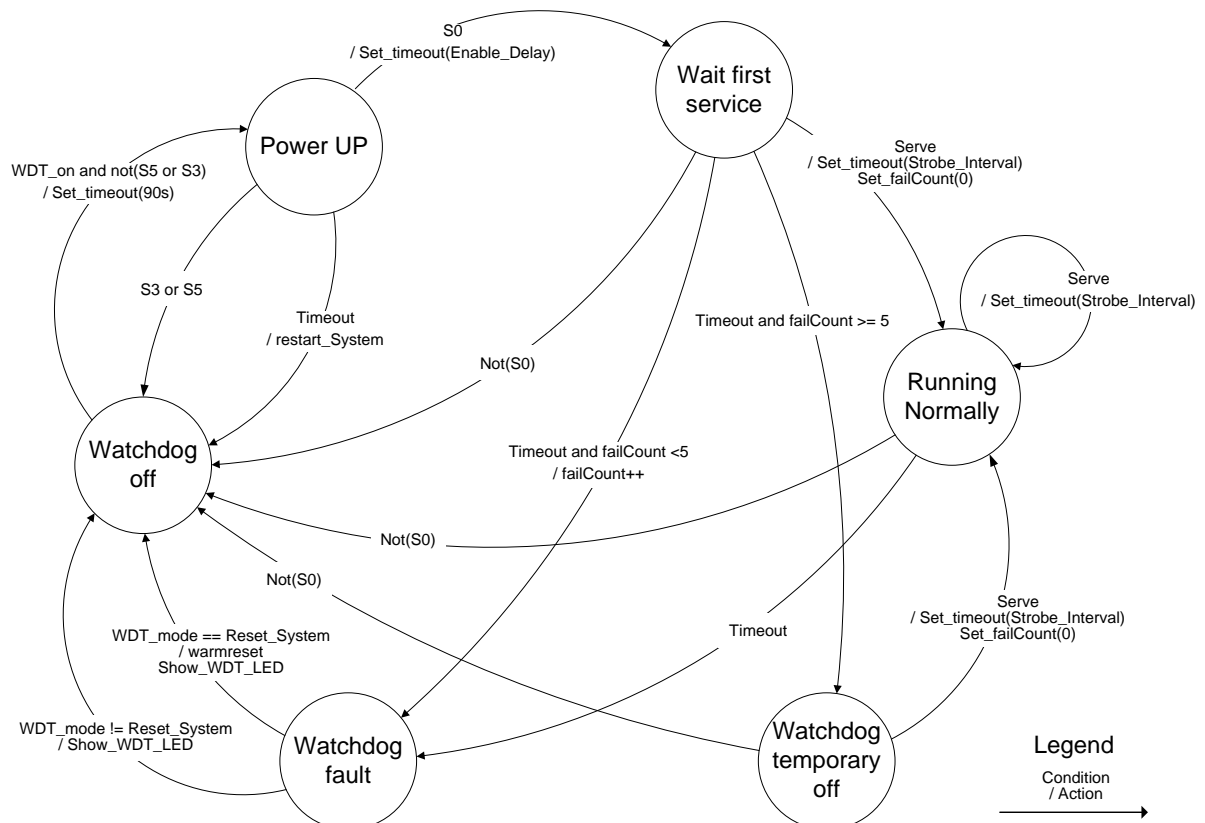 S0
/ Set_timeout(Enable_Delay)
Wait first
service
Power UP
WDT_on and not(S5 or S3)
/ Set_timeout(90s)
Serve
/ Set_timeout(Strobe_Interval)
Set_failCount(0)
S3 or S5
Timeout
/ restart_System
Serve
/ Set_timeout(Strobe_Interval)
Timeout and failCount >= 5
Not(S0)
Running
Normally
Watchdog
off
Timeout and failCount <5
/ failCount++
Not(S0)
Not(S0)
Serve
/ Set_timeout(Strobe_Interval)
Set_failCount(0)
Timeout
WDT_mode == Reset_System
/ warmreset
Show_WDT_LED
WDT_mode != Reset_System
/ Show_WDT_LED
Watchdog
fault
Watchdog
temporary
off
Legend
Condition
/ Action